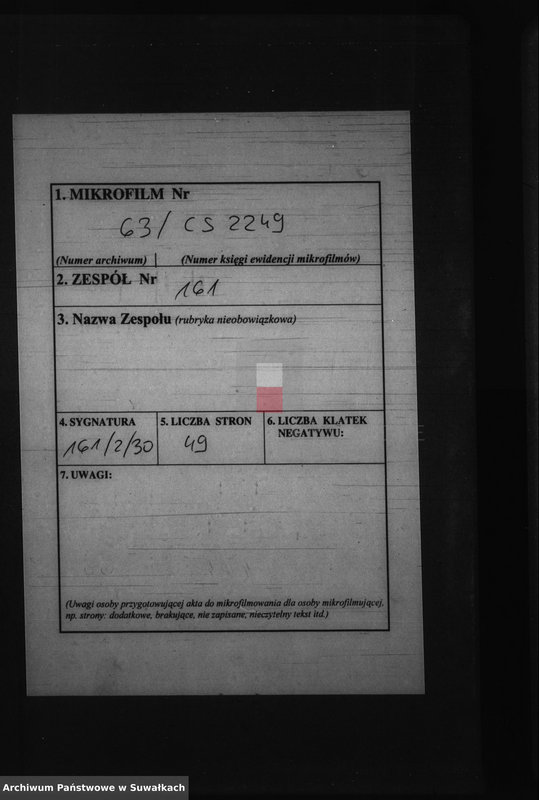 1. MIKROFILM Nr
63/ CS 2249
(Numer archiwum) (Numer księgi ewidencji mikrofilmów)
2. ZESPÓŁ Nr 161
3. Nazwa Zespołu (rubryka nieobowiązkowa)
4. SYGNATURA
161/2/30
5. LICZBA STRON
49
6. LICZBA KLATEK
NEGATYWU:
7. UWAGI:
(Uwagi osoby przygotowującej akta do mikrofilmowania dla osoby mikrofilmującej,
np. strony: dodatkowe, brakujące, nie zapisane, nieczytelny tekst itd.)
Archiwum Państwowe w Suwałkach